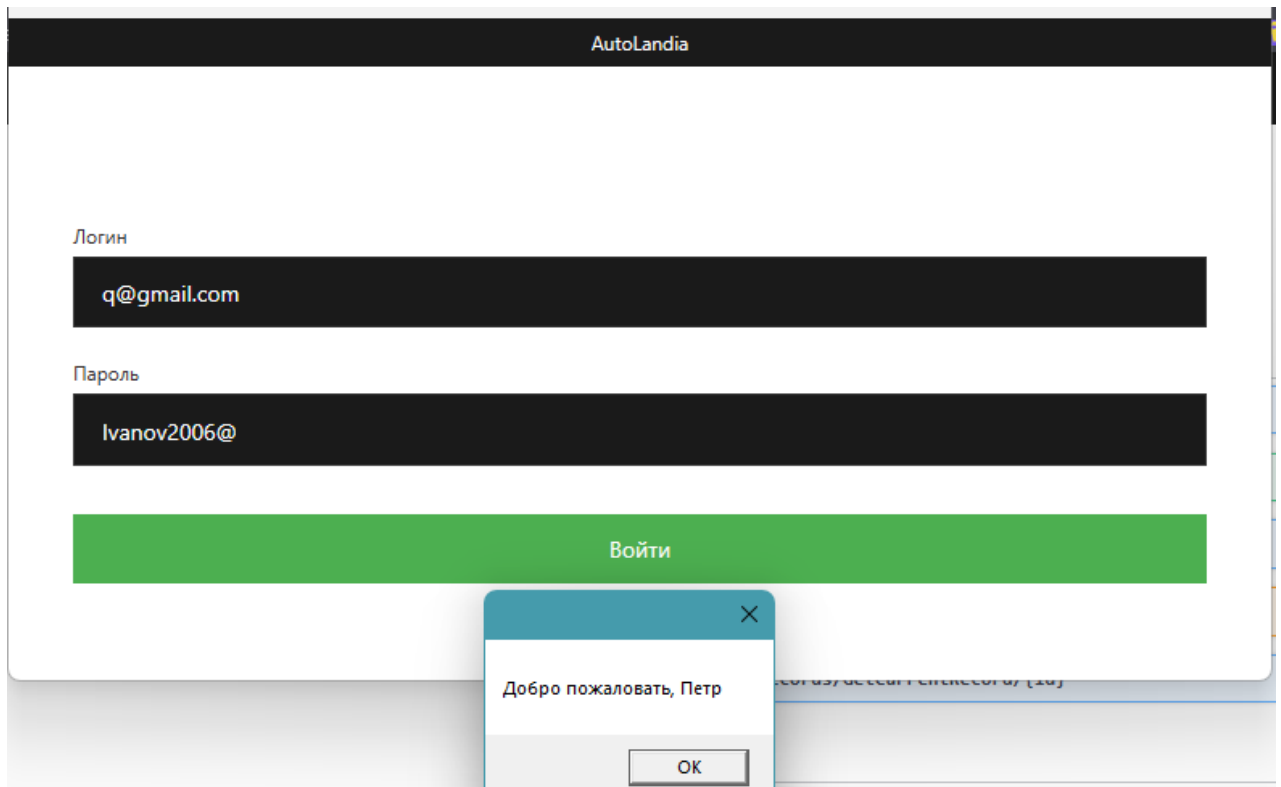 AutoLandia
Логин
q@gmail.com
Пароль
Ivanov2006@
Войти
Добро пожаловать, Петр
OK